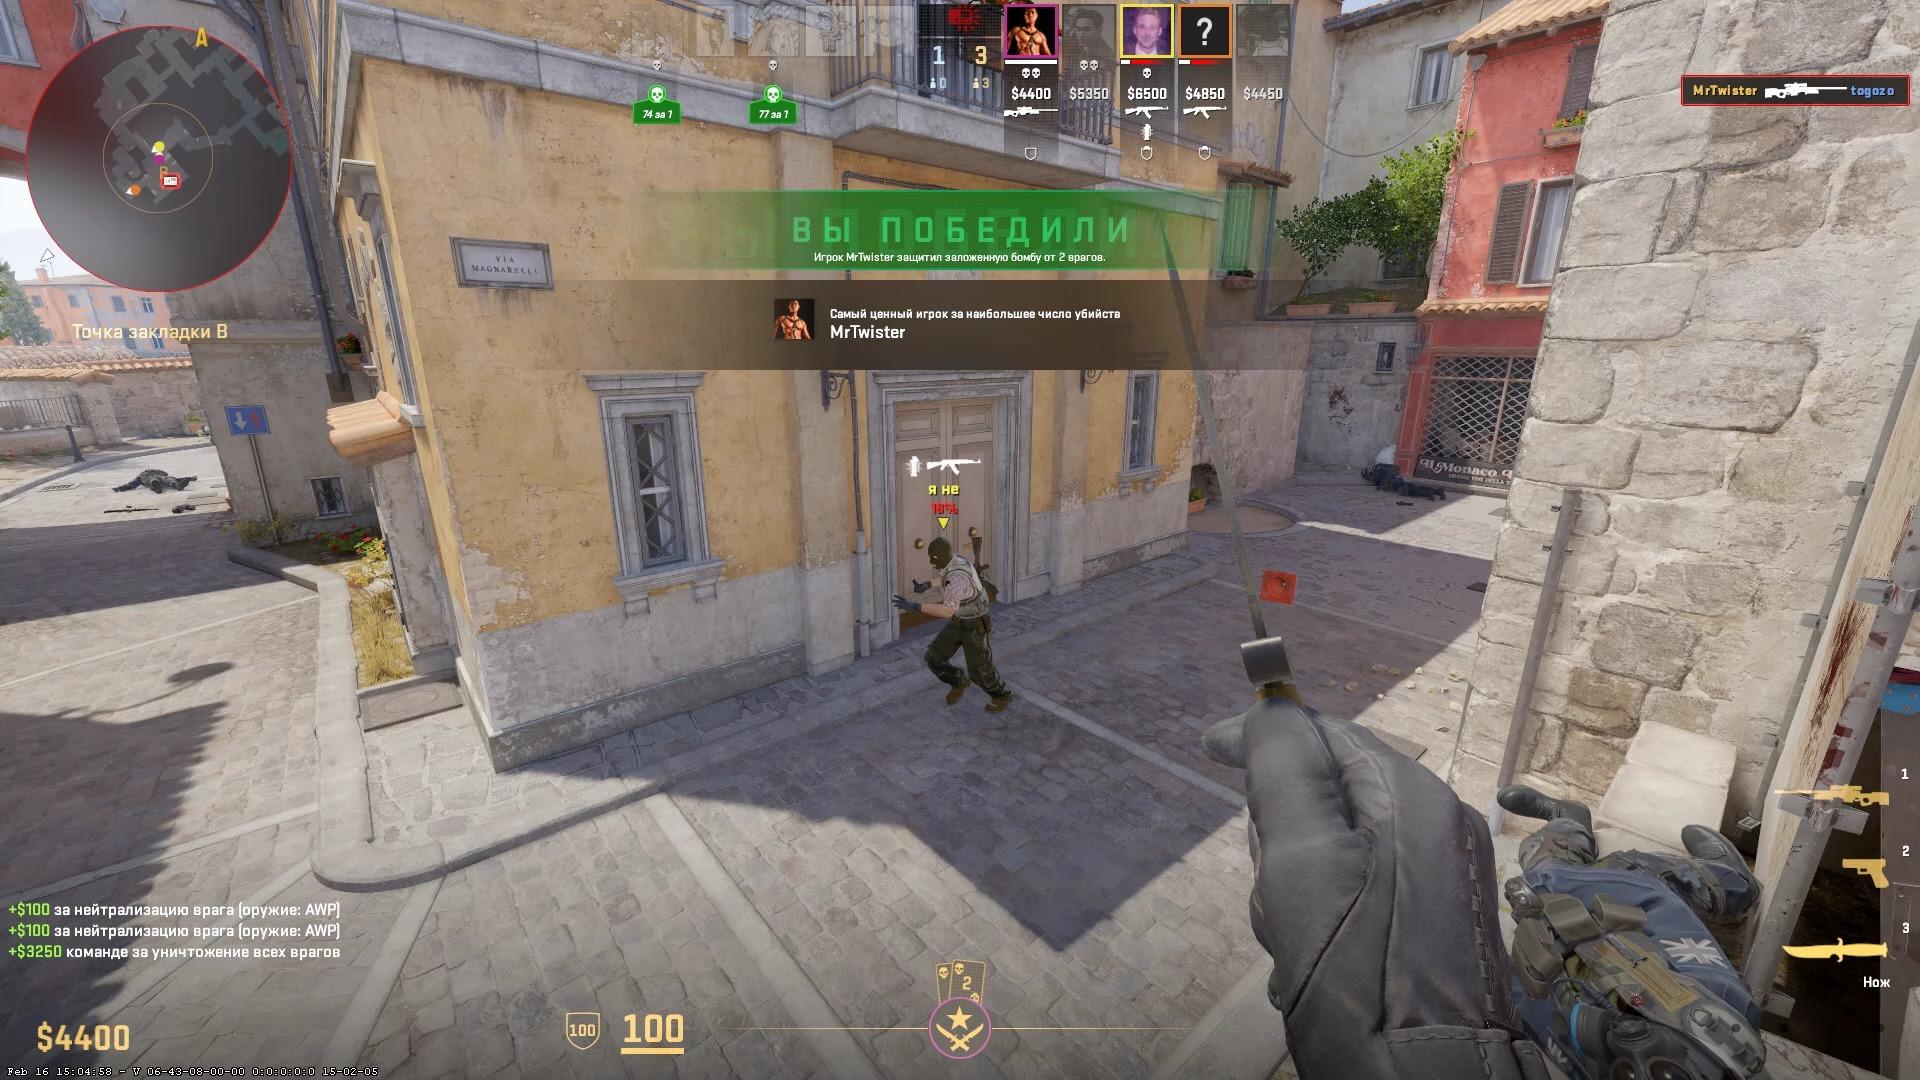 A
1 3
0 3
74 за 1
77 за 1
?
$4400 $5350 $6500 $4850 $4450
MrTwister togozo
ВЫ ПОБЕДИЛИ
Игрок MrTwister защитил заложенную бомбу от 2 врагов.
Самый ценный игрок за наибольшее число убийств
MrTwister
VIA
MAGNARELLI
B
Точка закладки B
IL Monaco
я не
18%
1
2
3
Нож
+$100 за нейтрализацию врага (оружие: AWP)
+$100 за нейтрализацию врага (оружие: AWP)
+$3250 команде за уничтожение всех врагов
2
$4400
100
100
Feb 16 15:04:58 - V 06-43-08-00-00 0:0:0:0:0 15-02-05